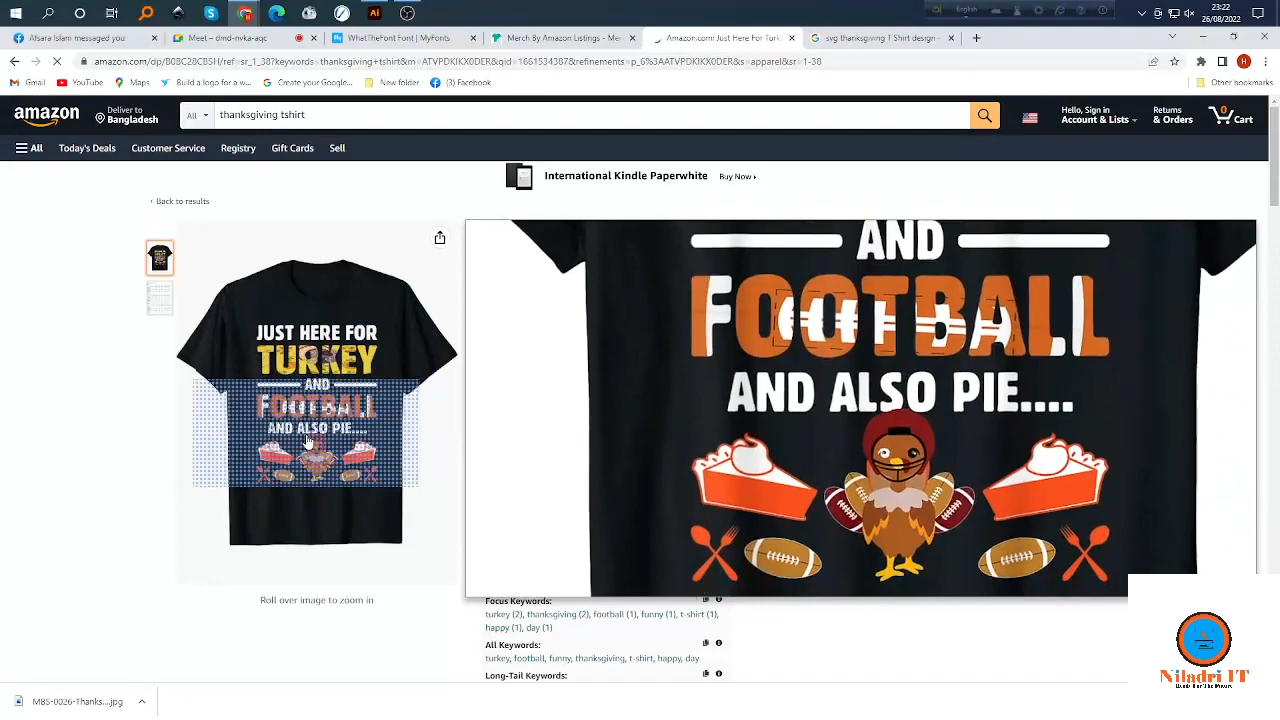 English
23:22
26/08/2022
Afsara Islam messaged you
Meet – dmd-nvka-aqc
WhatTheFont Font | MyFonts
Merch By Amazon Listings - Merc
Amazon.com: Just Here For Turk
svg thanksgiving T Shirt design -
amazon.com/dp/B0BC28CBSH/ref=sr_1_38?keywords=thanksgiving+tshirt&m=ATVPDKIKX0DER&qid=1661534387&refinements=p_6%3AATVPDKIKX0DER&s=apparel&sr=1-38
H
Gmail
YouTube
Maps
Build a logo for a w...
Create your Google...
New folder
(3) Facebook
Other bookmarks
amazon
Deliver to
Bangladesh
All
thanksgiving tshirt
Hello, Sign in
Account & Lists
Returns
& Orders
0
Cart
All
Today's Deals
Customer Service
Registry
Gift Cards
Sell
International Kindle Paperwhite
Buy Now
‹ Back to results
JUST HERE FOR
TURKEY
AND
FOOTBALL
AND ALSO PIE....
AND
FOOTBALL
AND ALSO PIE....
Roll over image to zoom in
Focus Keywords:
turkey (2), thanksgiving (2), football (1), funny (1), t-shirt (1),
happy (1), day (1)
All Keywords:
turkey, football, funny, thanksgiving, t-shirt, happy, day
Long-Tail Keywords:
MBS-0026-Thanks....jpg
Niladri IT